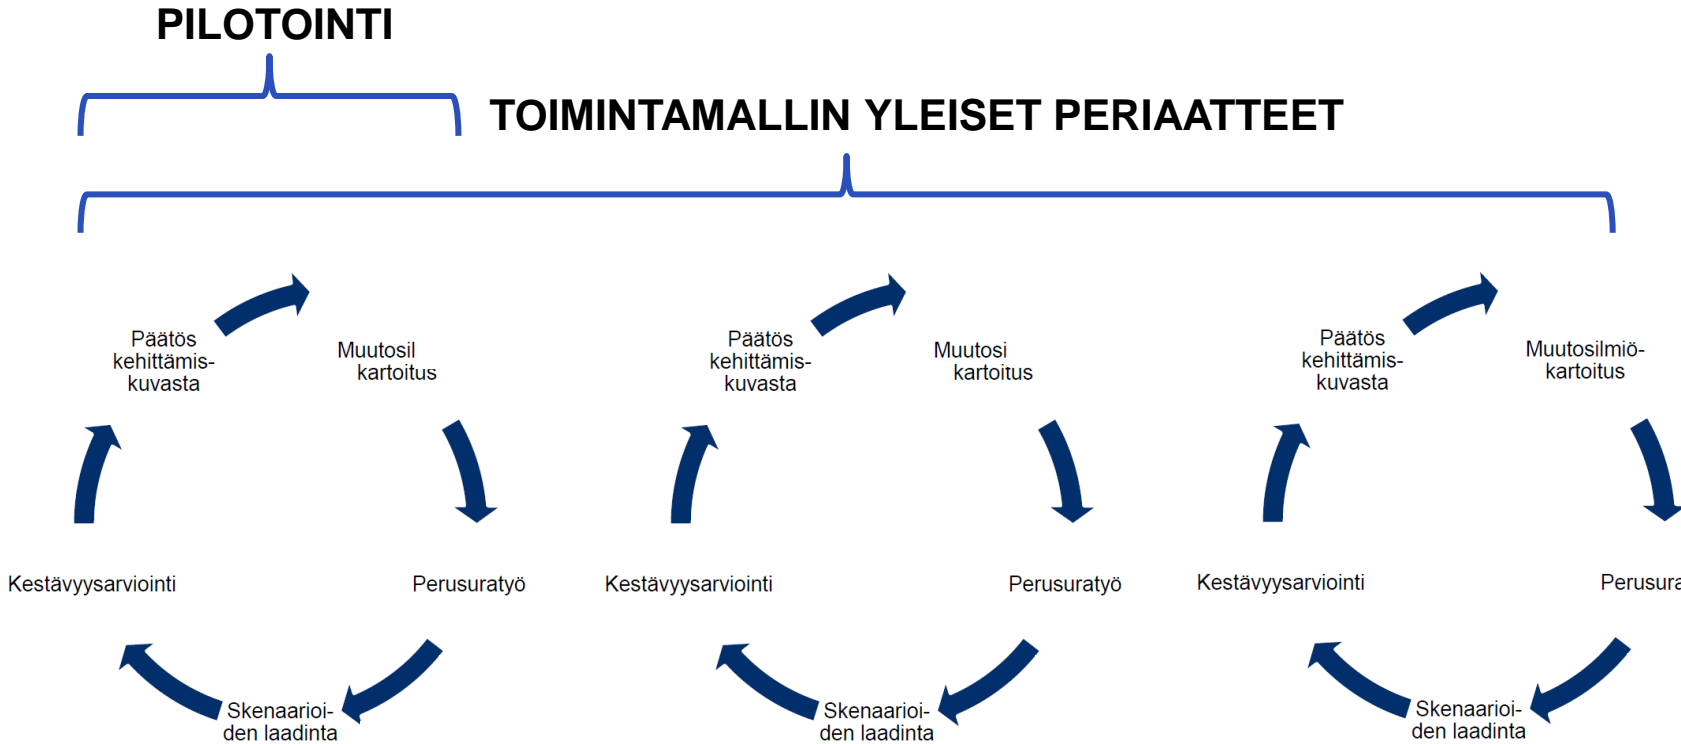 PILOTOINTI
TOIMINTAMALLIN YLEISET PERIAATTEET
Päätös
kehittämis-
kuvasta
Muutosil
kartoitus
Perusuratyö
Skenaarioi-
den laadinta
Kestävyysarviointi
Päätös
kehittämis-
kuvasta
Muutosi
kartoitus
Perusuratyö
Skenaarioi-
den laadinta
Kestävyysarviointi
Päätös
kehittämis-
kuvasta
Muutosilmiö-
kartoitus
Perusura
Skenaarioi-
den laadinta
Kestävyysarviointi